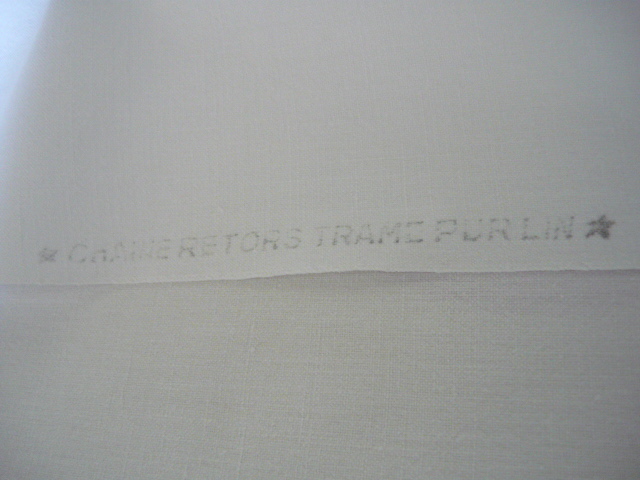 ★ CHAINE RETORS TRAME PUR LIN ★